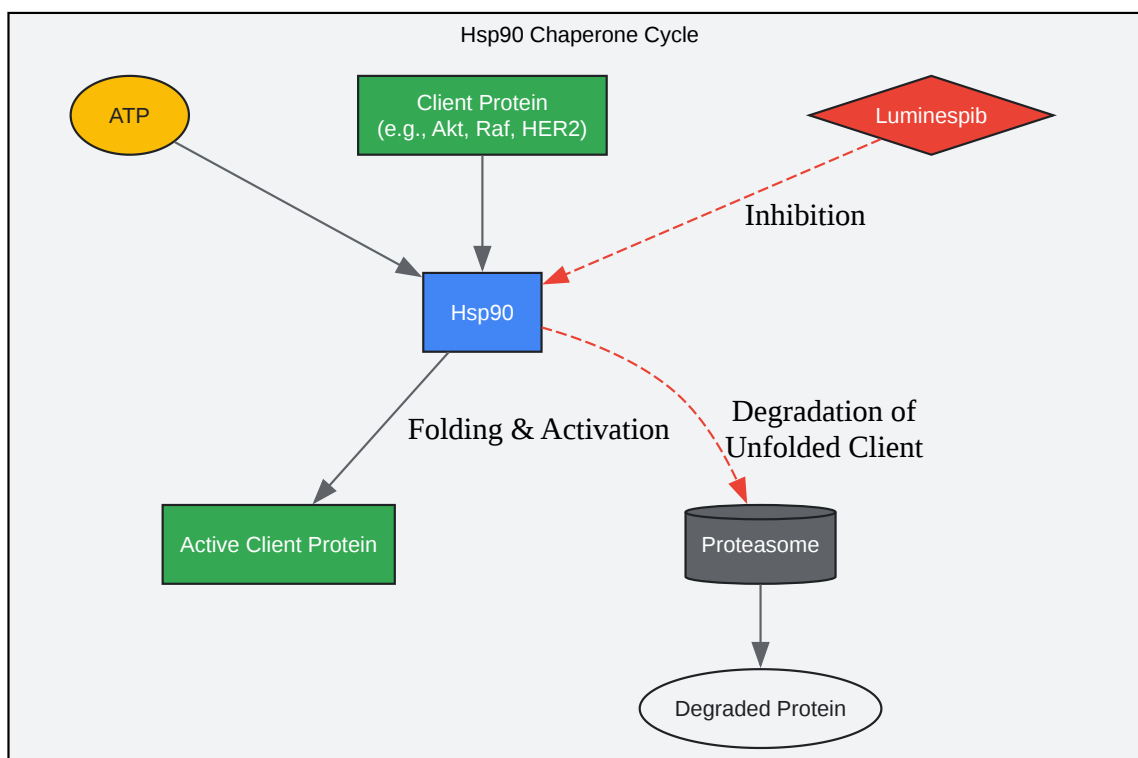 Hsp90 Chaperone Cycle
ATP
Client Protein
(e.g., Akt, Raf, HER2)
Luminespib
Inhibition
Hsp90
Folding & Activation
Degradation of
Unfolded Client
Active Client Protein
Proteasome
Degraded Protein